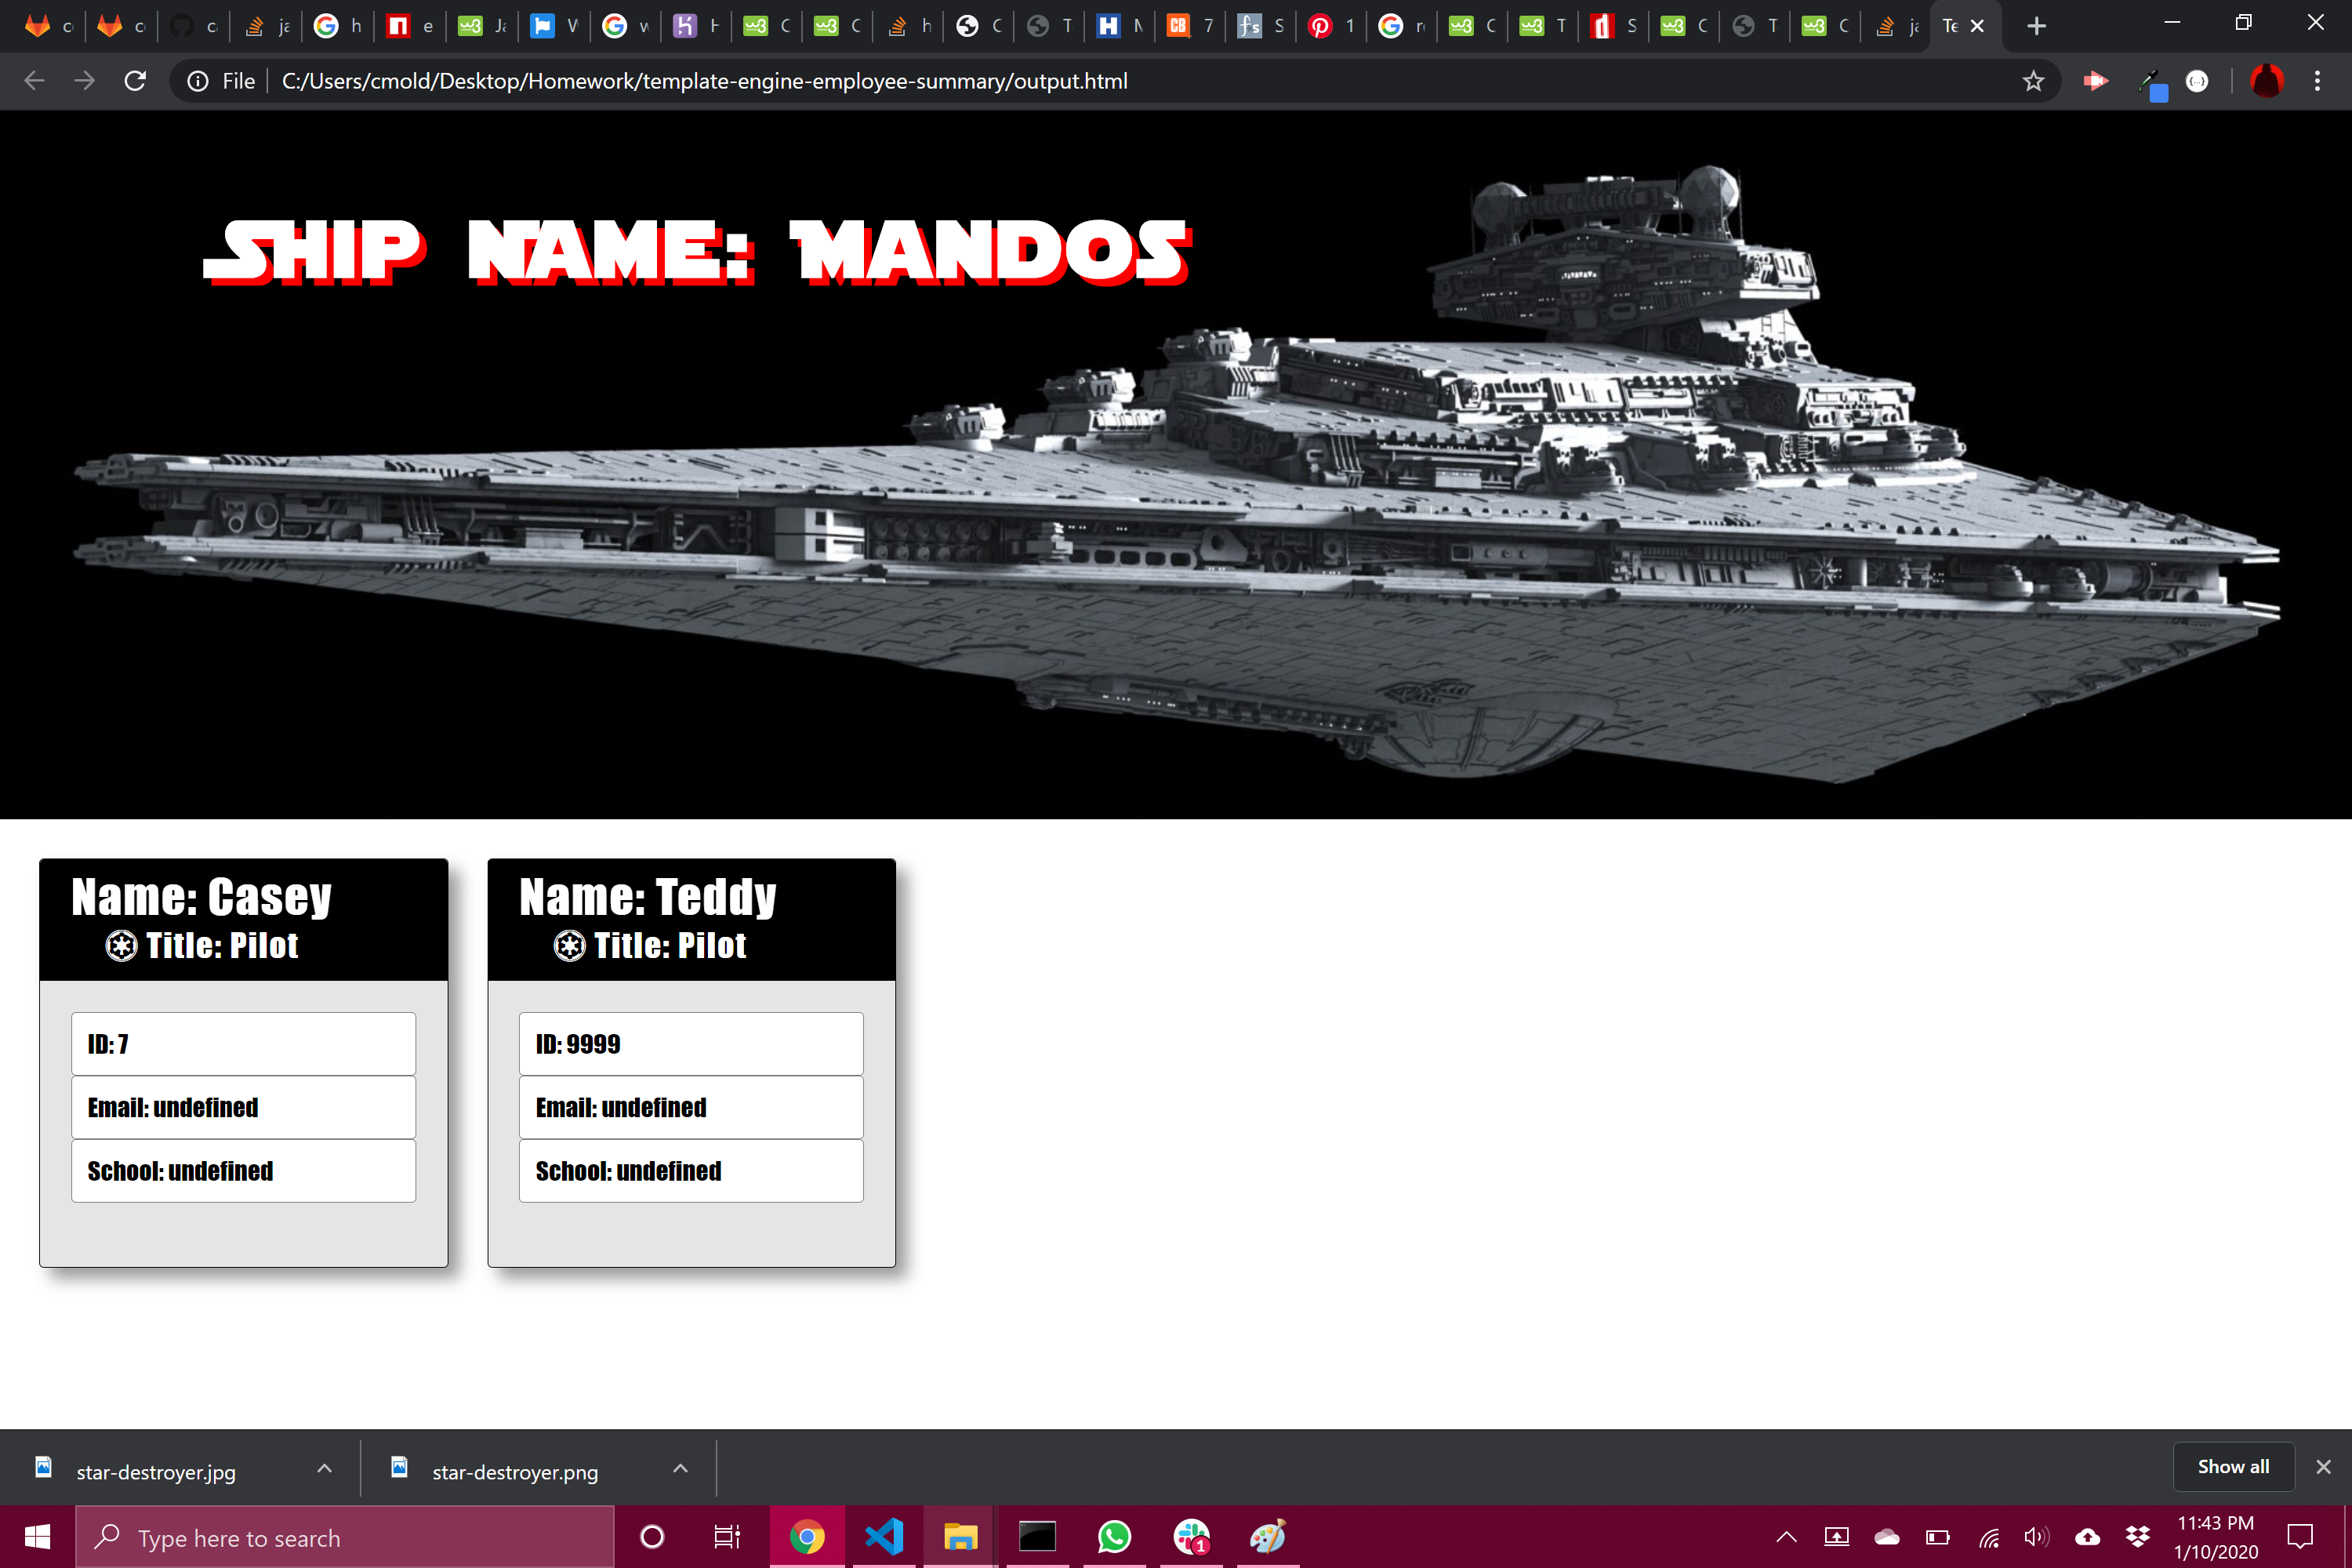 File C:/Users/cmold/Desktop/Homework/template-engine-employee-summary/output.html
Ship Name: Mandos
Name: Casey
Title: Pilot
ID: 7
Email: undefined
School: undefined
Name: Teddy
Title: Pilot
ID: 9999
Email: undefined
School: undefined
star-destroyer.jpg
star-destroyer.png
Show all
Type here to search
1
11:43 PM
1/10/2020